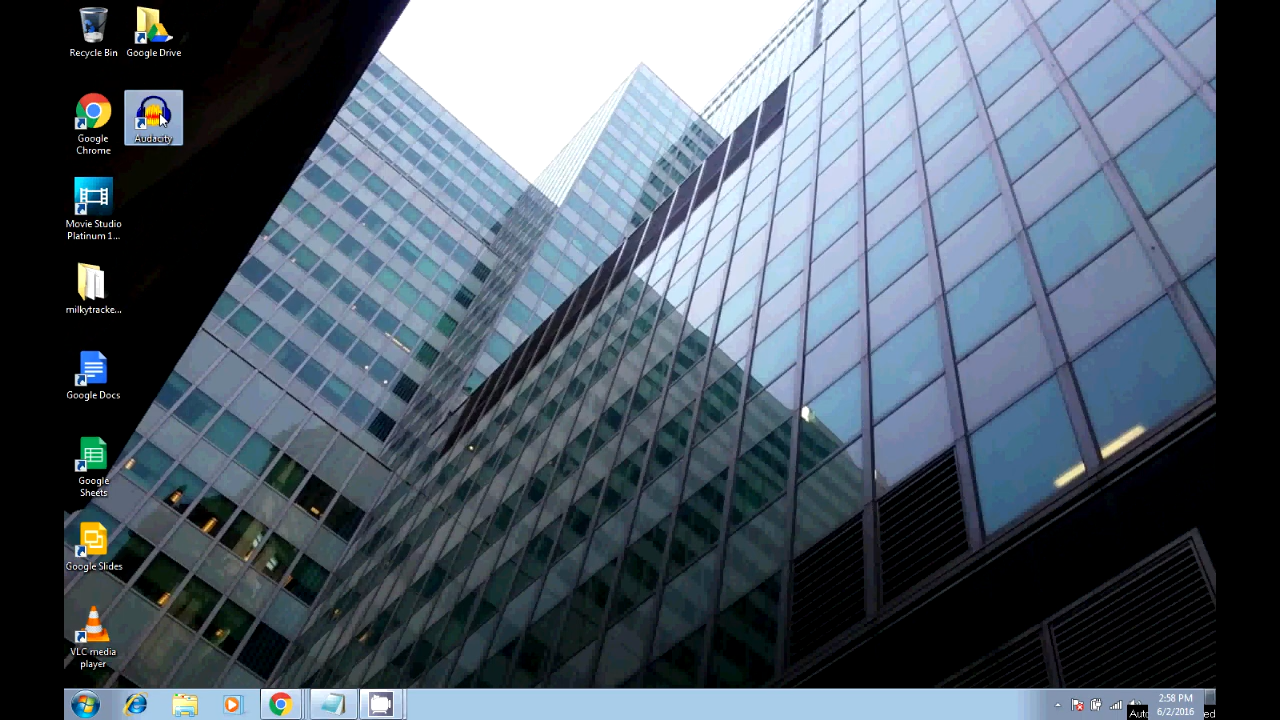 Recycle Bin
Google Drive
Google
Chrome
Audacity
Movie Studio
Platinum 1...
milkytracke...
Google Docs
Google
Sheets
Google Slides
VLC media
player
2:58 PM
6/2/2016